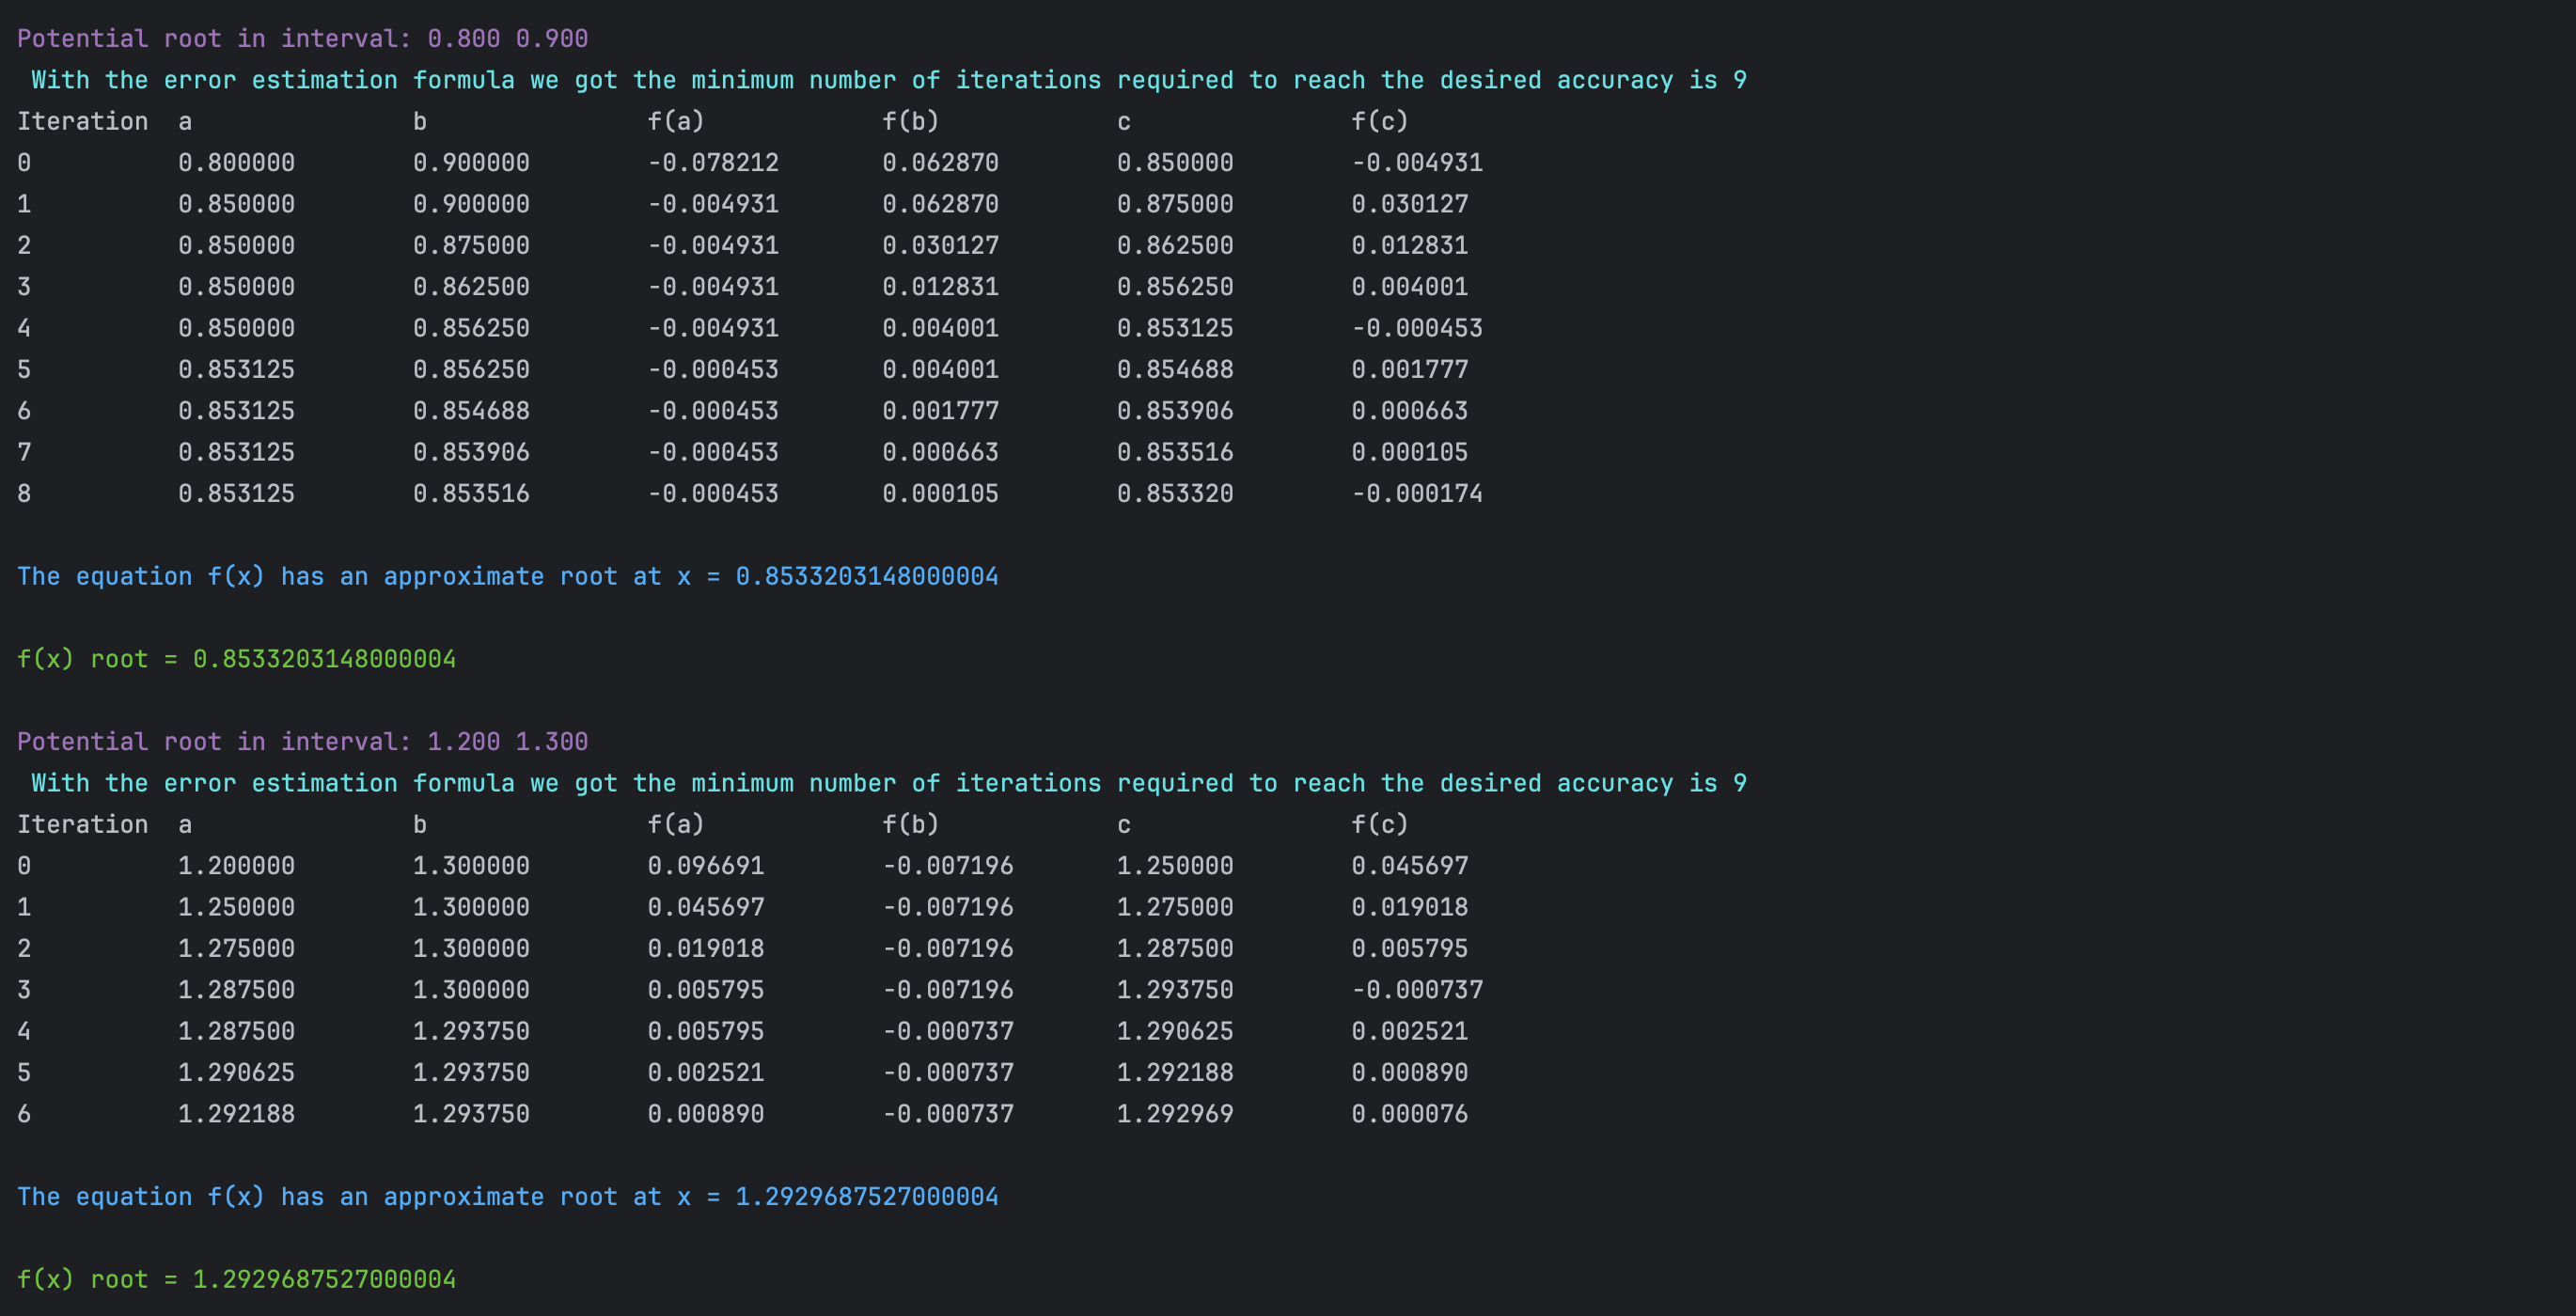 Potential root in interval: 0.800 0.900
With the error estimation formula we got the minimum number of iterations required to reach the desired accuracy is 9
Iteration a b f(a) f(b) c f(c)
0 0.800000 0.900000 -0.078212 0.062870 0.850000 -0.004931
1 0.850000 0.900000 -0.004931 0.062870 0.875000 0.030127
2 0.850000 0.875000 -0.004931 0.030127 0.862500 0.012831
3 0.850000 0.862500 -0.004931 0.012831 0.856250 0.004001
4 0.850000 0.856250 -0.004931 0.004001 0.853125 -0.000453
5 0.853125 0.856250 -0.000453 0.004001 0.854688 0.001777
6 0.853125 0.854688 -0.000453 0.001777 0.853906 0.000663
7 0.853125 0.853906 -0.000453 0.000663 0.853516 0.000105
8 0.853125 0.853516 -0.000453 0.000105 0.853320 -0.000174
The equation f(x) has an approximate root at x = 0.8533203148000004
f(x) root = 0.8533203148000004
Potential root in interval: 1.200 1.300
With the error estimation formula we got the minimum number of iterations required to reach the desired accuracy is 9
Iteration a b f(a) f(b) c f(c)
0 1.200000 1.300000 0.096691 -0.007196 1.250000 0.045697
1 1.250000 1.300000 0.045697 -0.007196 1.275000 0.019018
2 1.275000 1.300000 0.019018 -0.007196 1.287500 0.005795
3 1.287500 1.300000 0.005795 -0.007196 1.293750 -0.000737
4 1.287500 1.293750 0.005795 -0.000737 1.290625 0.002521
5 1.290625 1.293750 0.002521 -0.000737 1.292188 0.000890
6 1.292188 1.293750 0.000890 -0.000737 1.292969 0.000076
The equation f(x) has an approximate root at x = 1.2929687527000004
f(x) root = 1.2929687527000004